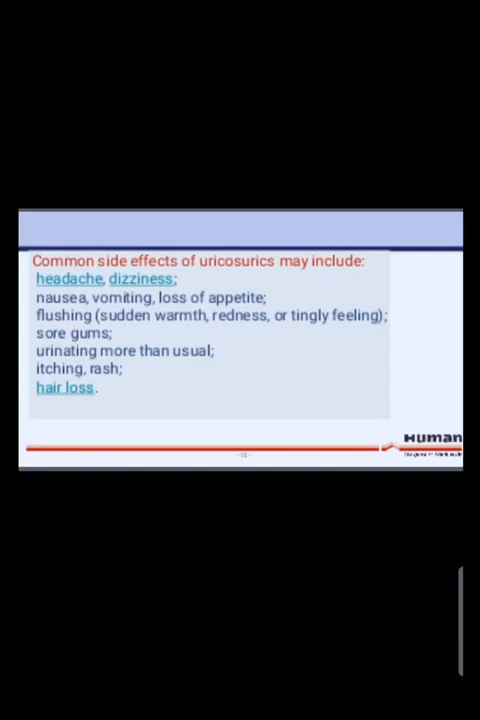 Common side effects of uricosurics may include:
headache, dizziness;
nausea, vomiting, loss of appetite;
flushing (sudden warmth, redness, or tingly feeling);
sore gums;
urinating more than usual;
itching, rash;
hair loss.
Human